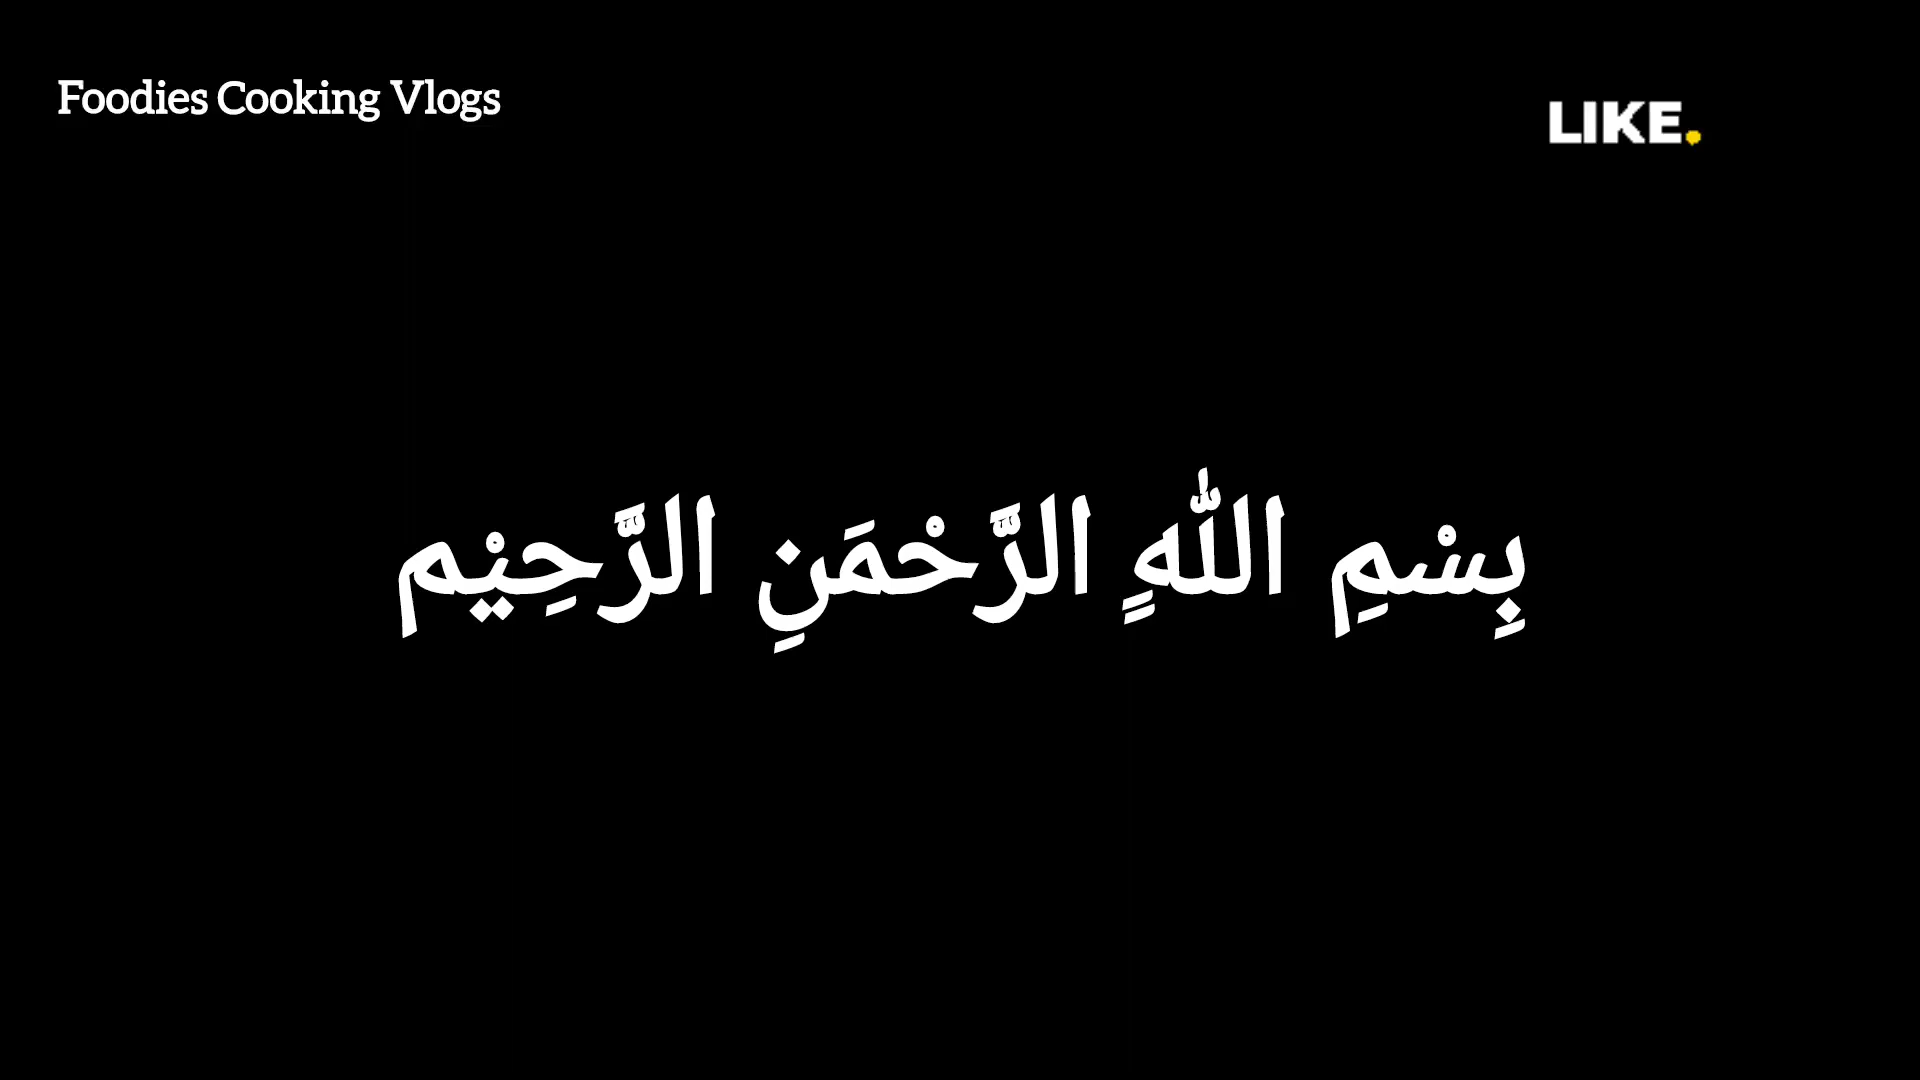 Foodies Cooking Vlogs
LIKE.
بِسْمِ اللّٰهٍ الرَّحْمَنِ الرَّحِيْم